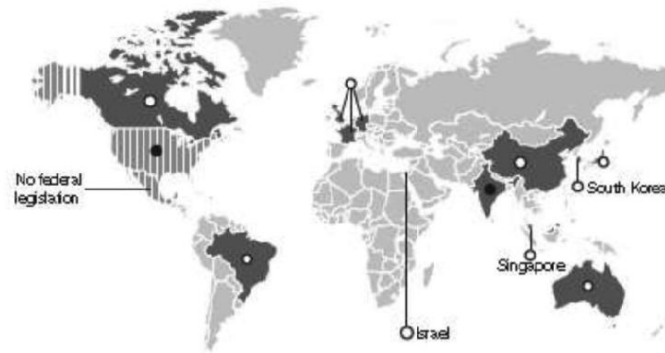 No federal
legislation
South Korea
Singapore
Israel